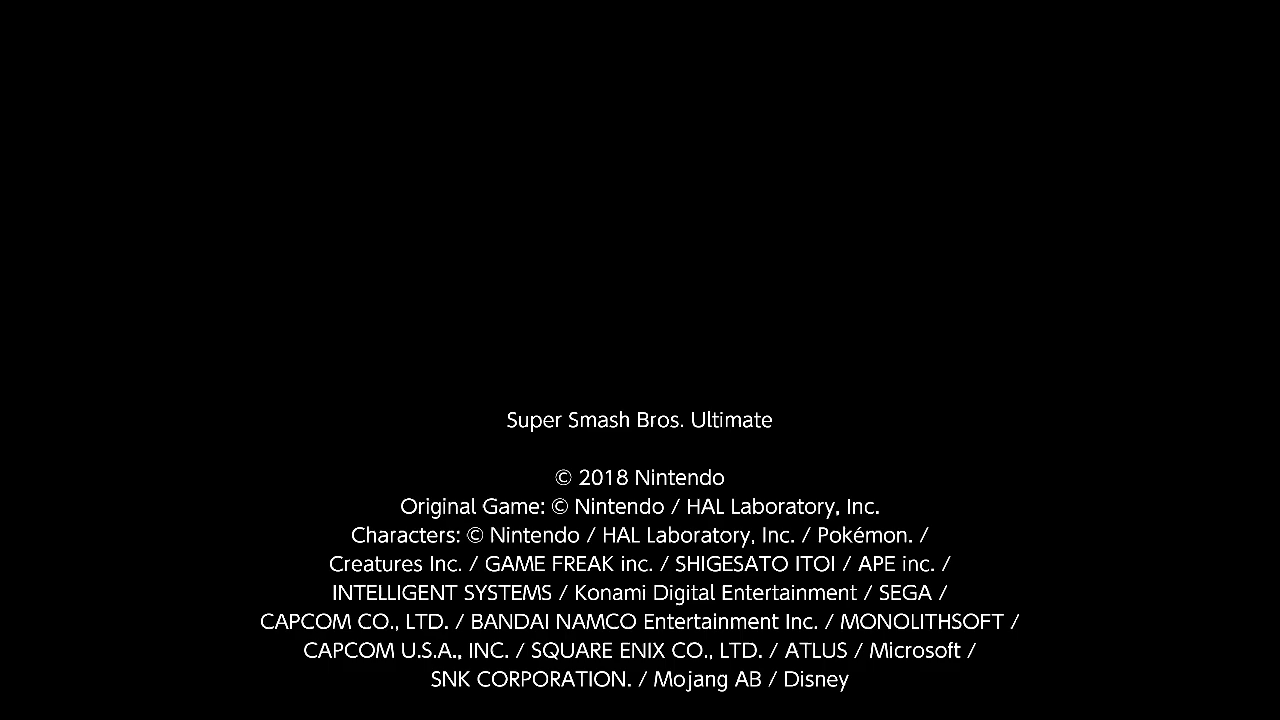 Super Smash Bros. Ultimate
© 2018 Nintendo
Original Game: © Nintendo / HAL Laboratory, Inc.
Characters: © Nintendo / HAL Laboratory, Inc. / Pokémon. /
Creatures Inc. / GAME FREAK inc. / SHIGESATO ITOI / APE inc. /
INTELLIGENT SYSTEMS / Konami Digital Entertainment / SEGA /
CAPCOM CO., LTD. / BANDAI NAMCO Entertainment Inc. / MONOLITHSOFT /
CAPCOM U.S.A., INC. / SQUARE ENIX CO., LTD. / ATLUS / Microsoft /
SNK CORPORATION. / Mojang AB / Disney